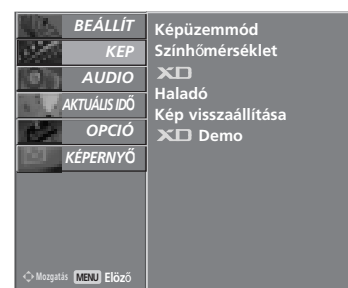 BEÁLLÍT
KEP
AUDIO
AKTUÁLIS IDŐ
OPCIÓ
KÉPERNYŐ
Képüzemmód
Színhőmérséklet
XD
Haladó
Kép visszaállítása
XD Demo
Mozgatás MENU Előző